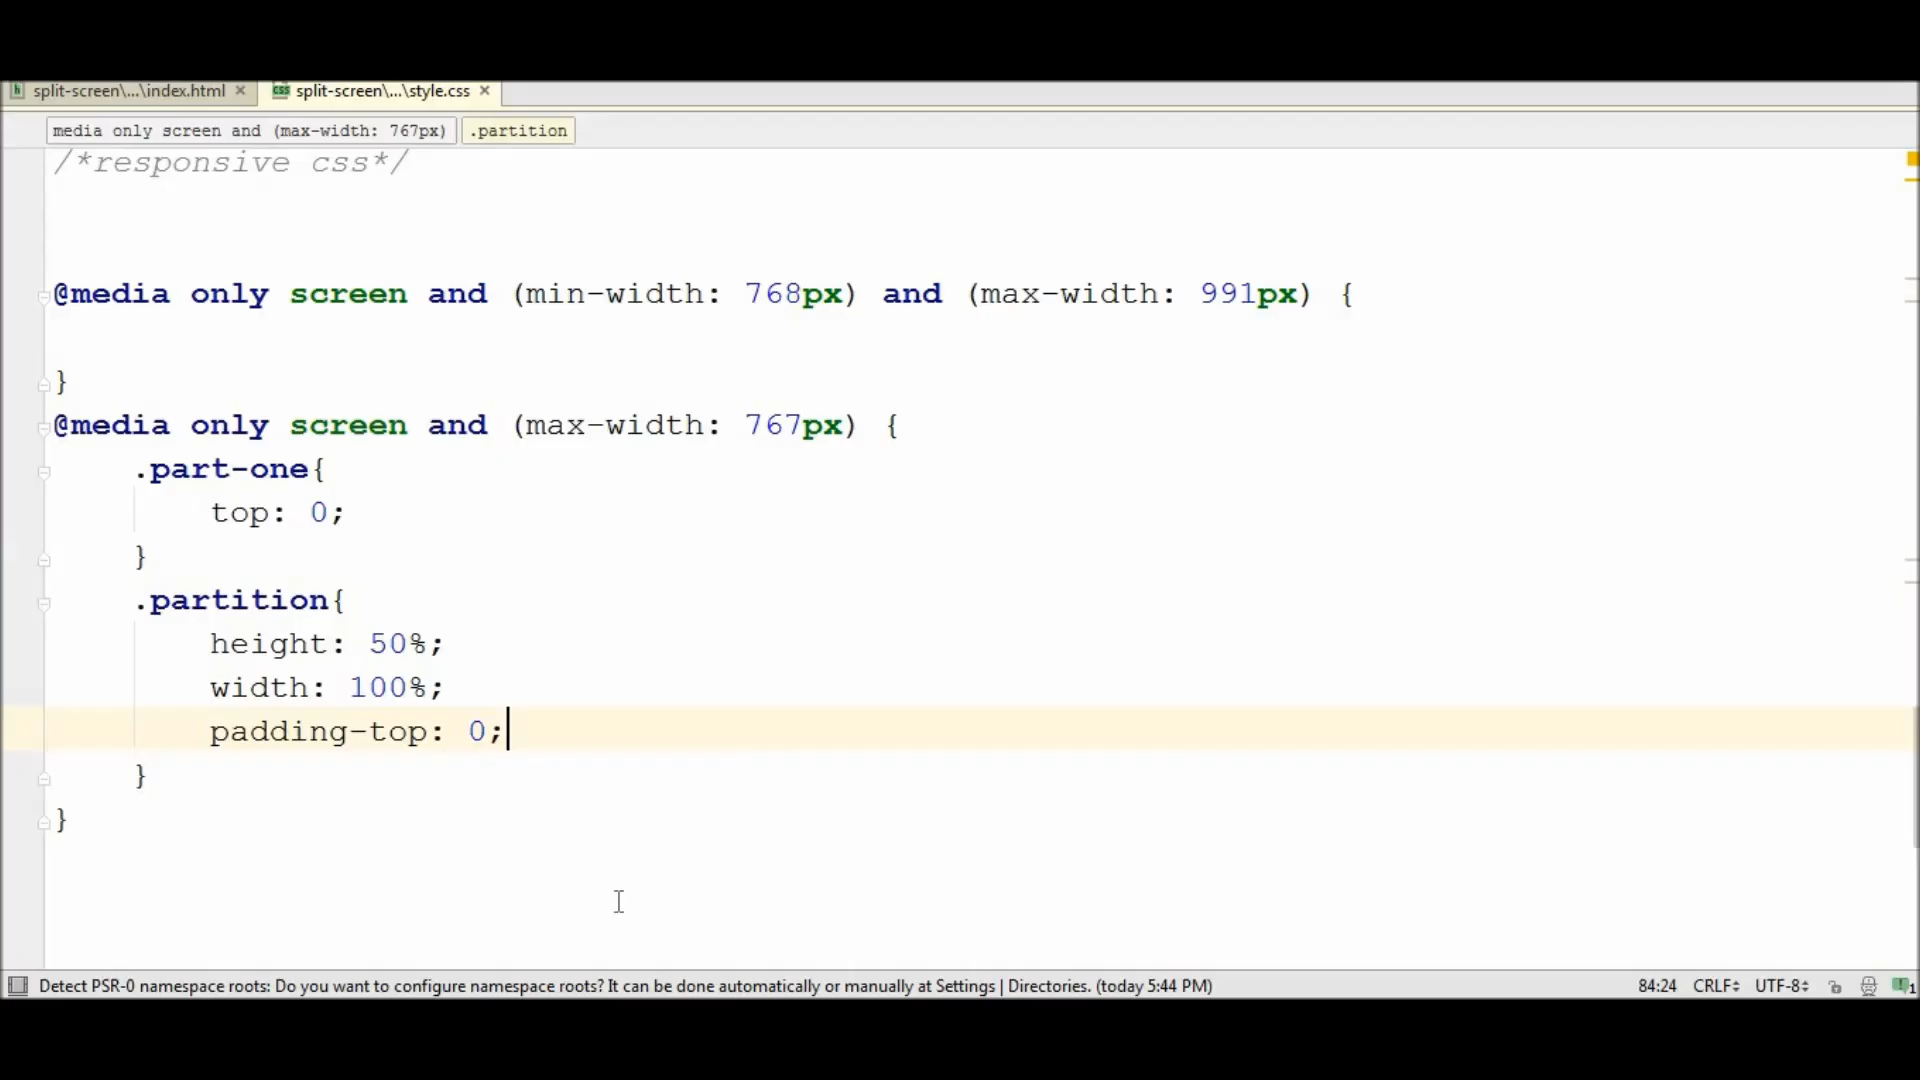 split-screen\...\index.html
split-screen\...\style.css
media only screen and (max-width: 767px) .partition
/*responsive css*/
@media only screen and (min-width: 768px) and (max-width: 991px) {
}
@media only screen and (max-width: 767px) {
.part-one{
top: 0;
}
.partition{
height: 50%;
width: 100%;
padding-top: 0;
}
}
Detect PSR-0 namespace roots: Do you want to configure namespace roots? It can be done automatically or manually at Settings | Directories. (today 5:44 PM) 84:24 CRLF UTF-8 1